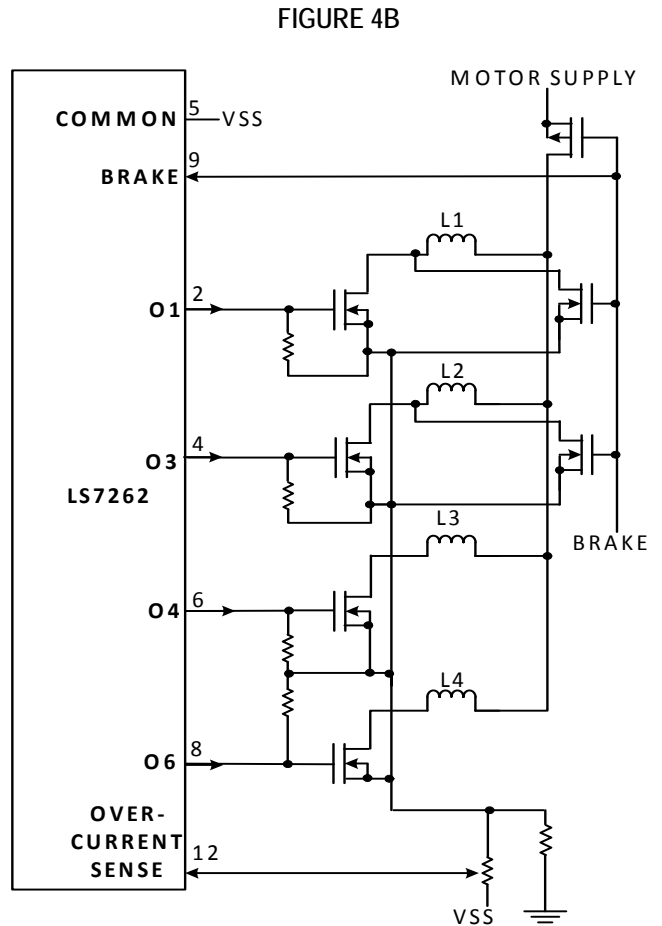 FIGURE 4B
MOTOR SUPPLY
COMMON 5 VSS
BRAKE 9
L1
O1 2
L2
O3 4
LS7262
L3
BRAKE
O4 6
L4
O6 8
OVER-
CURRENT
SENSE 12
VSS